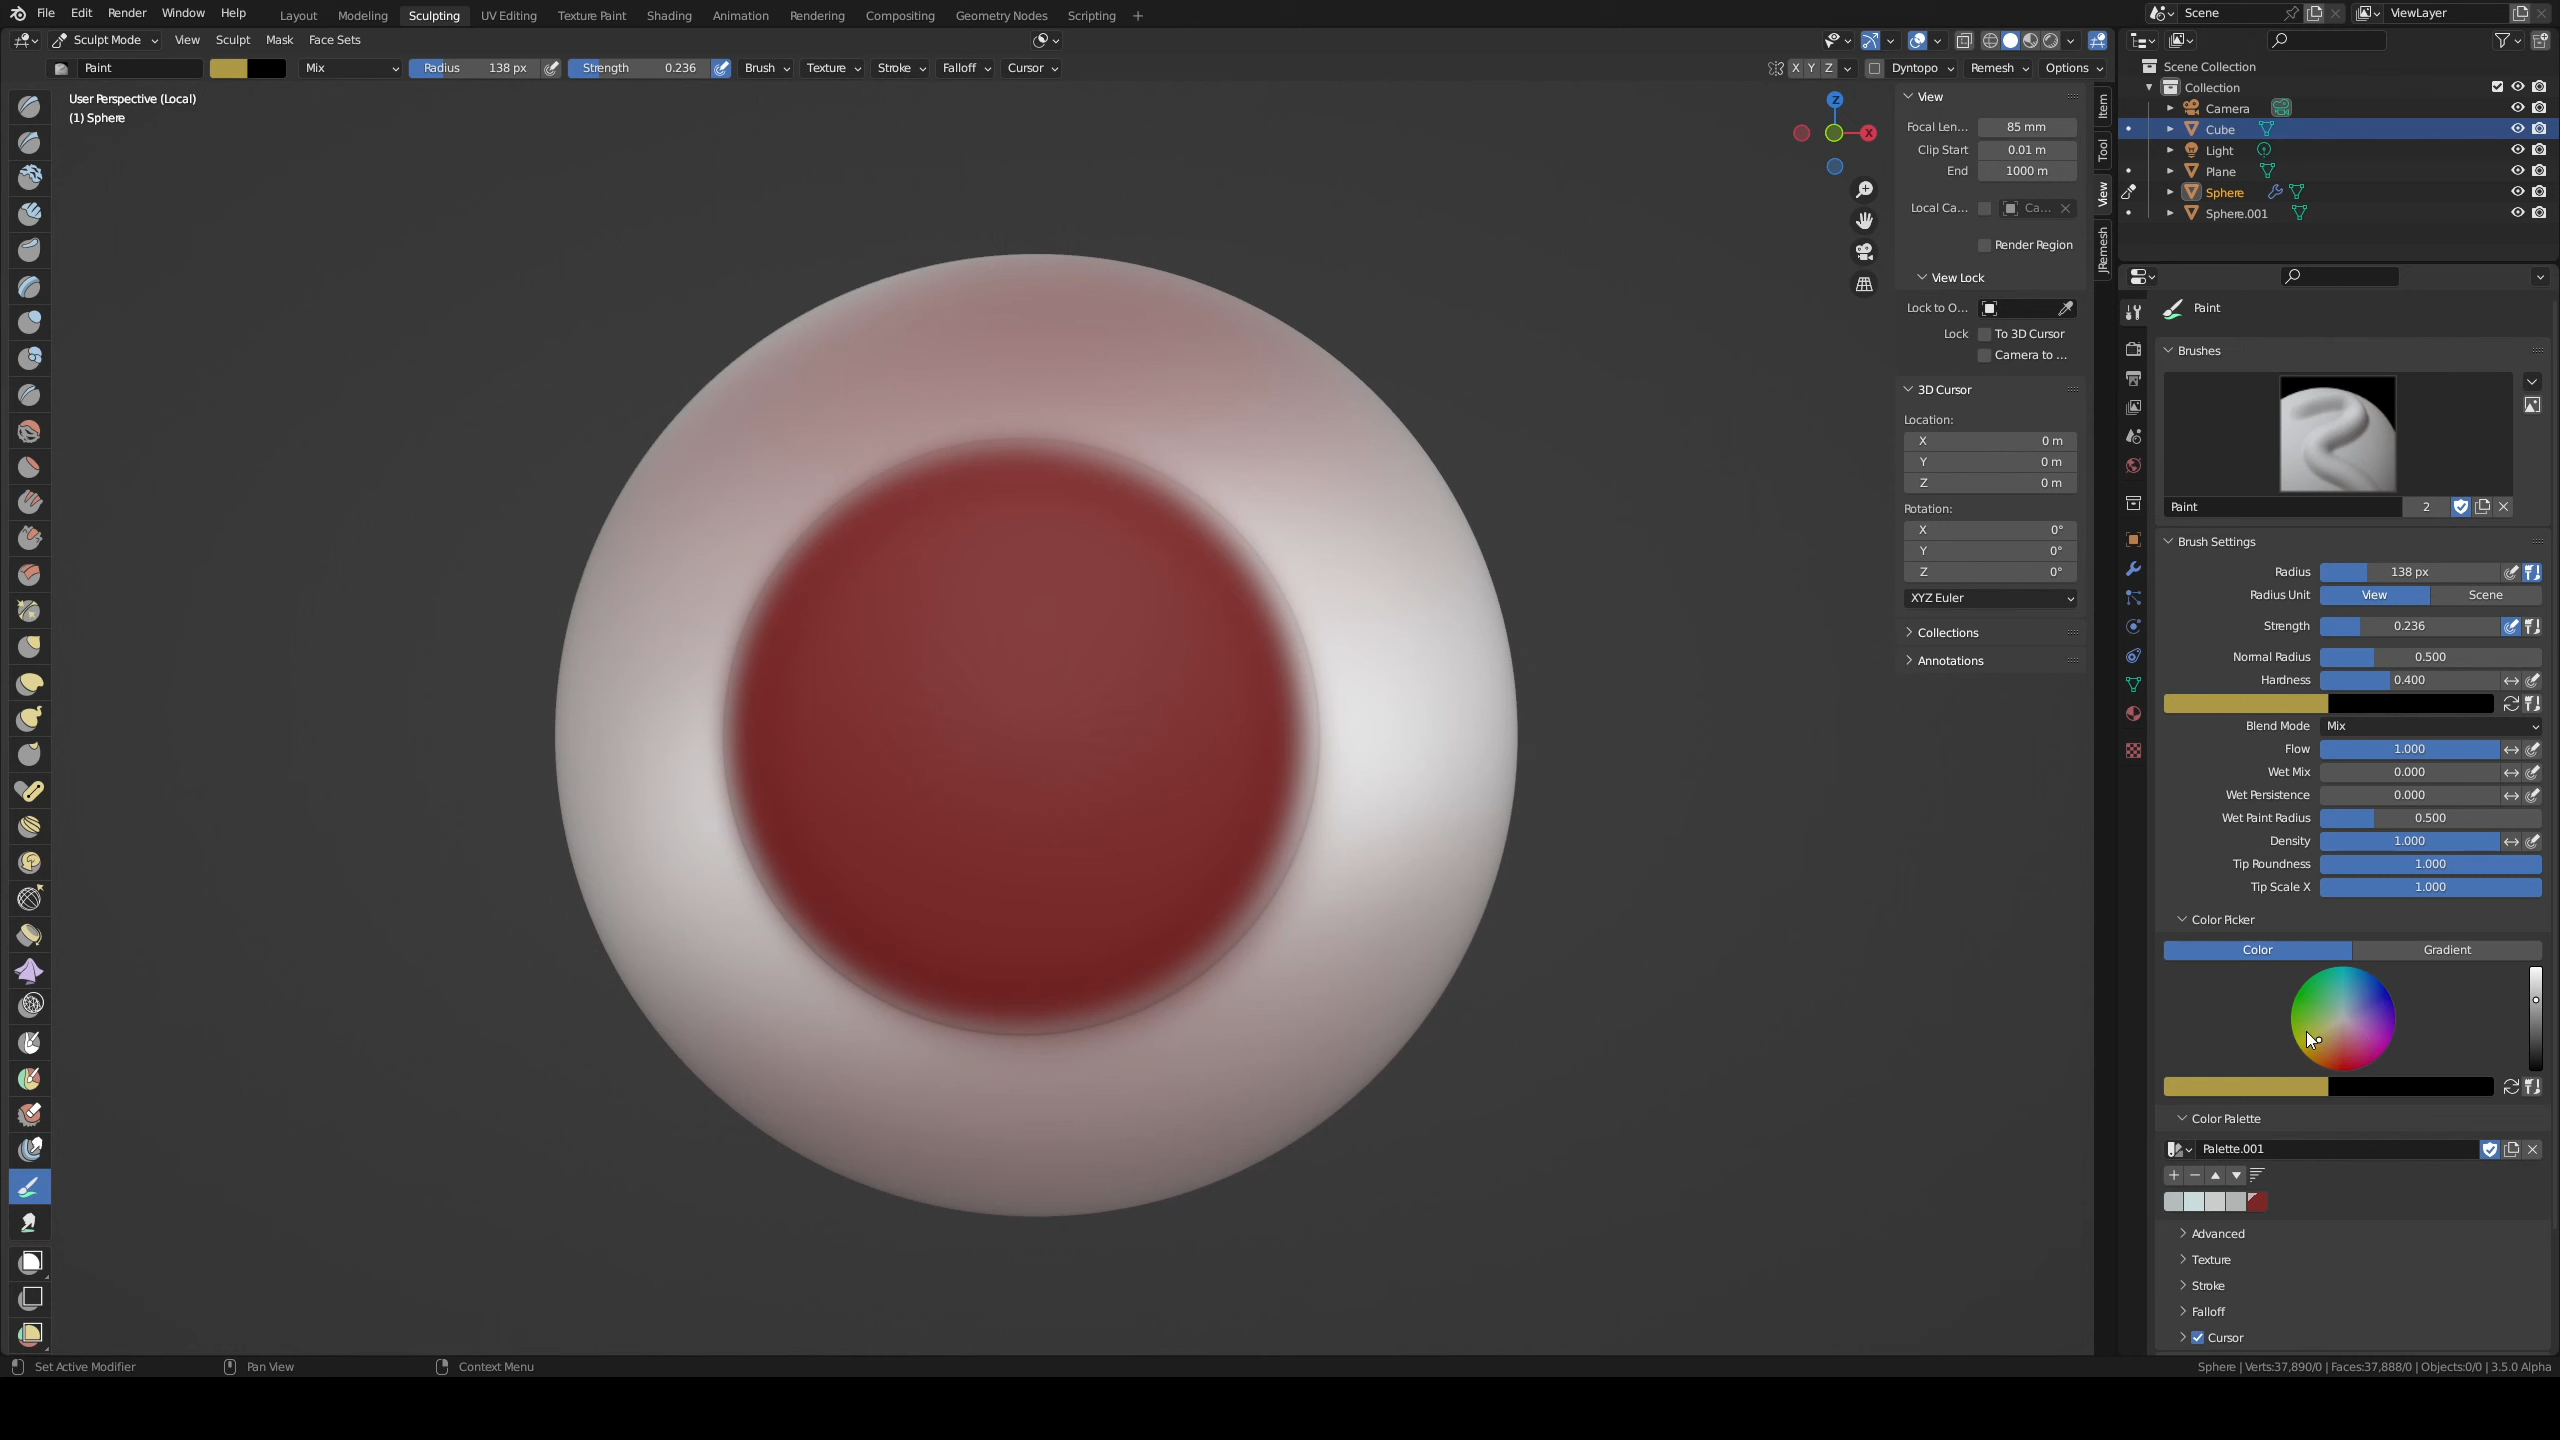 File Edit Render Window Help Layout Modeling Sculpting UV Editing Texture Paint Shading Animation Rendering Compositing Geometry Nodes Scripting + Scene ViewLayer
Sculpt Mode View Sculpt Mask Face Sets
Paint Mix Radius 138 px Strength 0.236 Brush Texture Stroke Falloff Cursor X Y Z Dyntopo Remesh Options
User Perspective (Local)
(1) Sphere
Z
X
View
Focal Len... 85 mm
Clip Start 0.01 m
End 1000 m
Local Ca... Ca...
Render Region
View Lock
Lock to O...
Lock To 3D Cursor
Camera to ...
3D Cursor
Location:
X 0 m
Y 0 m
Z 0 m
Rotation:
X 0°
Y 0°
Z 0°
XYZ Euler
Collections
Annotations
Item
Tool
View
JRemesh
Scene Collection
Collection
Camera
Cube
Light
Plane
Sphere
Sphere.001
Paint
Brushes
Paint 2
Brush Settings
Radius 138 px
Radius Unit View Scene
Strength 0.236
Normal Radius 0.500
Hardness 0.400
Blend Mode Mix
Flow 1.000
Wet Mix 0.000
Wet Persistence 0.000
Wet Paint Radius 0.500
Density 1.000
Tip Roundness 1.000
Tip Scale X 1.000
Color Picker
Color Gradient
Color Palette
Palette.001
Advanced
Texture
Stroke
Falloff
Cursor
Set Active Modifier Pan View Context Menu Sphere | Verts:37,890/0 | Faces:37,888/0 | Objects:0/0 | 3.5.0 Alpha